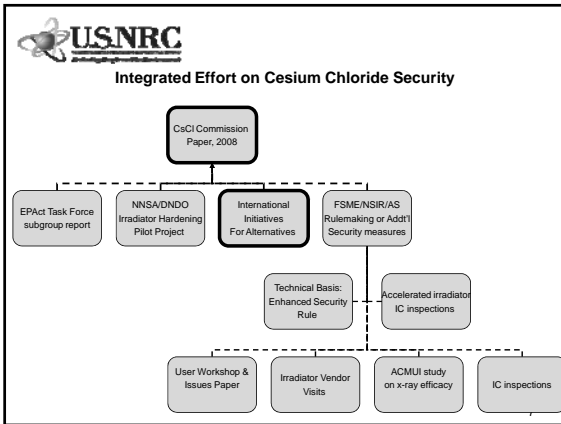 U.S.NRC
Integrated Effort on Cesium Chloride Security
CsCl Commission
Paper, 2008
EPAct Task Force
subgroup report
NNSA/DNDO
Irradiator Hardening
Pilot Project
International
Initiatives
For Alternatives
FSME/NSIR/AS
Rulemaking or Addt'l
Security measures
Technical Basis:
Enhanced Security
Rule
Accelerated irradiator
IC inspections
User Workshop &
Issues Paper
Irradiator Vendor
Visits
ACMUI study
on x-ray efficacy
IC inspections